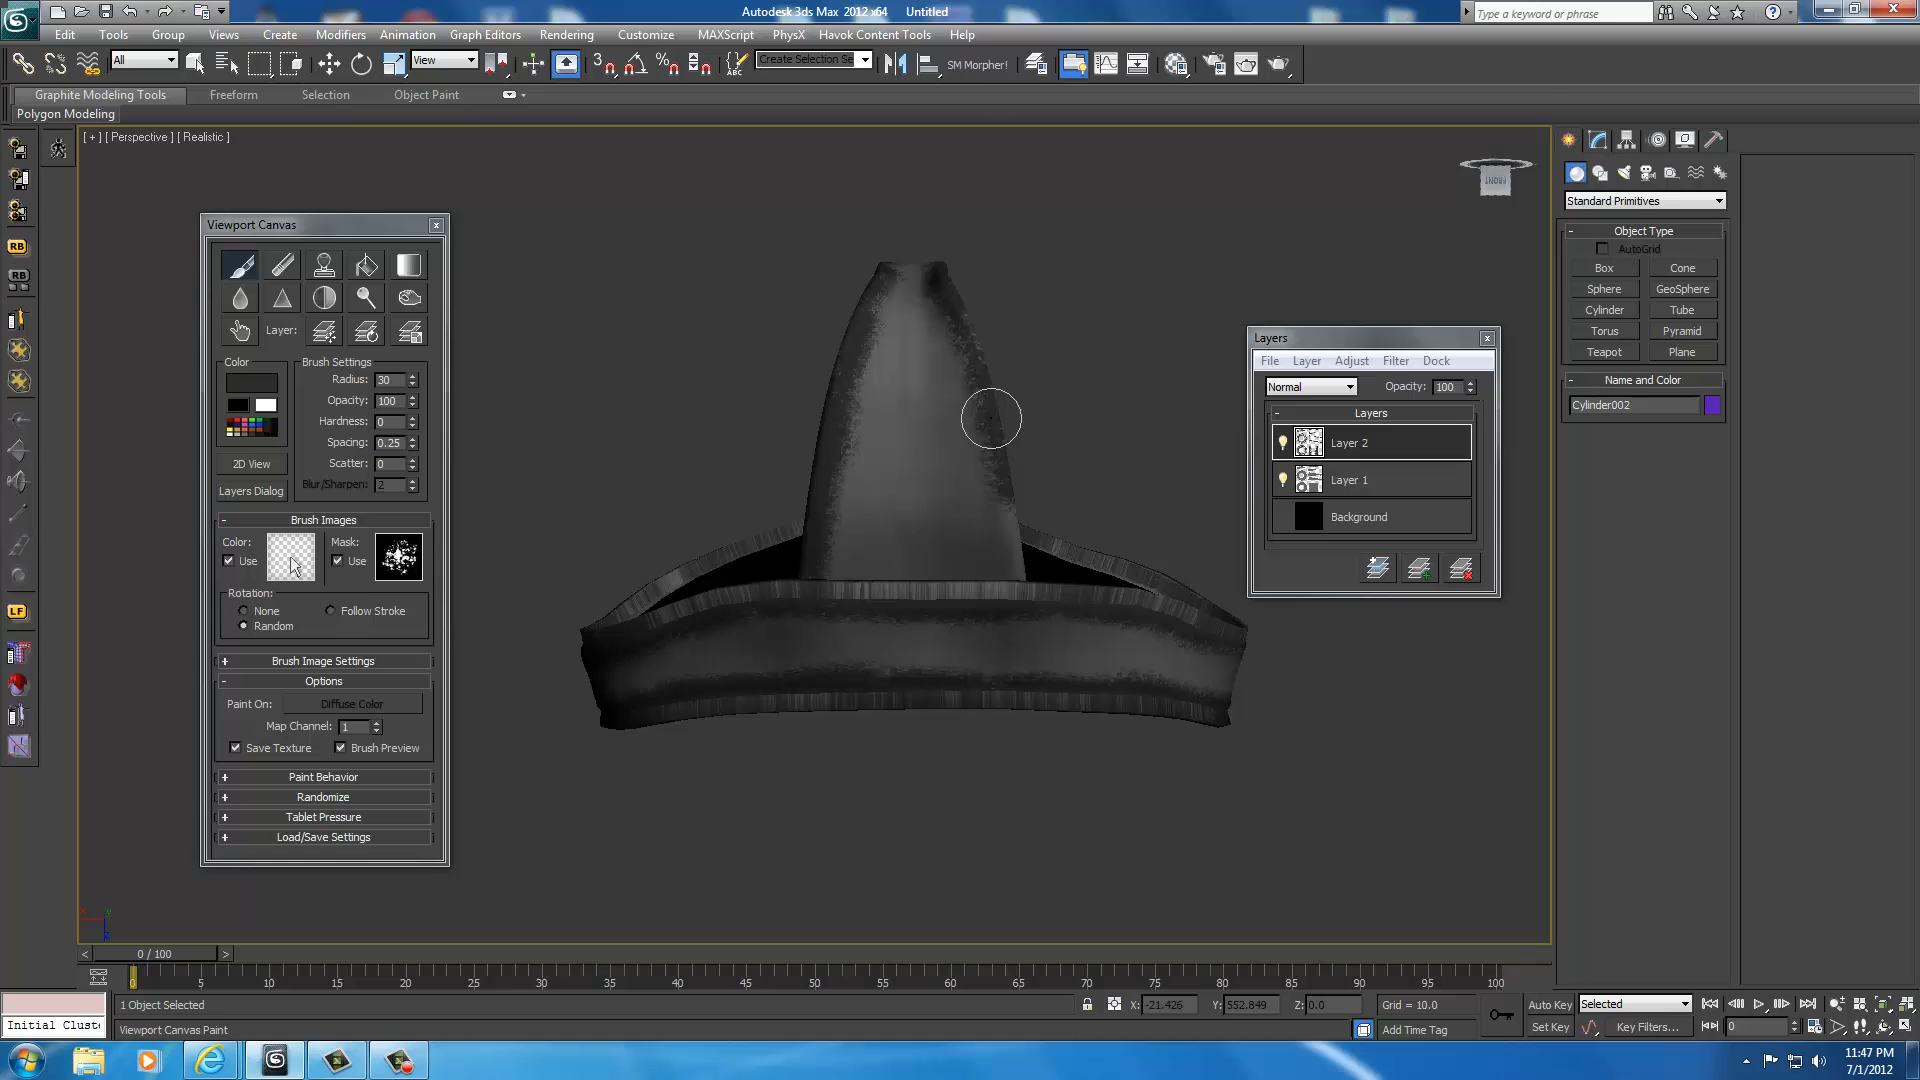 Autodesk 3ds Max 2012 x64 Untitled
Type a keyword or phrase
Edit Tools Group Views Create Modifiers Animation Graph Editors Rendering Customize MAXScript PhysX Havok Content Tools Help
All
View
3
ABC
Create Selection Se
SM Morpher!
Graphite Modeling Tools Freeform Selection Object Paint
Polygon Modeling
[ + ] [ Perspective ] [ Realistic ]
FRONT
Standard Primitives
Object Type
AutoGrid
Box Cone
Sphere GeoSphere
Cylinder Tube
Torus Pyramid
Teapot Plane
Name and Color
Cylinder002
RB
RB
LF
Viewport Canvas
Layer:
Color
Brush Settings
Radius: 30
Opacity: 100
Hardness: 0
Spacing: 0.25
2D View
Scatter: 0
Layers Dialog
Blur/Sharpen: 2
Brush Images
Color: Mask:
Use Use
Rotation:
None Follow Stroke
Random
Brush Image Settings
Options
Paint On: Diffuse Color
Map Channel: 1
Save Texture Brush Preview
Paint Behavior
Randomize
Tablet Pressure
Load/Save Settings
Layers
File Layer Adjust Filter Dock
Normal Opacity: 100
Layers
Layer 2
Layer 1
Background
x y
< 0 / 100 >
0 5 10 15 20 25 30 35 40 45 50 55 60 65 70 75 80 85 90 95 100
1 Object Selected X: -21.426 Y: 552.849 Z: 0.0 Grid = 10.0 Auto Key Selected
Initial Cluste Viewport Canvas Paint Add Time Tag Set Key Key Filters... 0
11:47 PM
7/1/2012